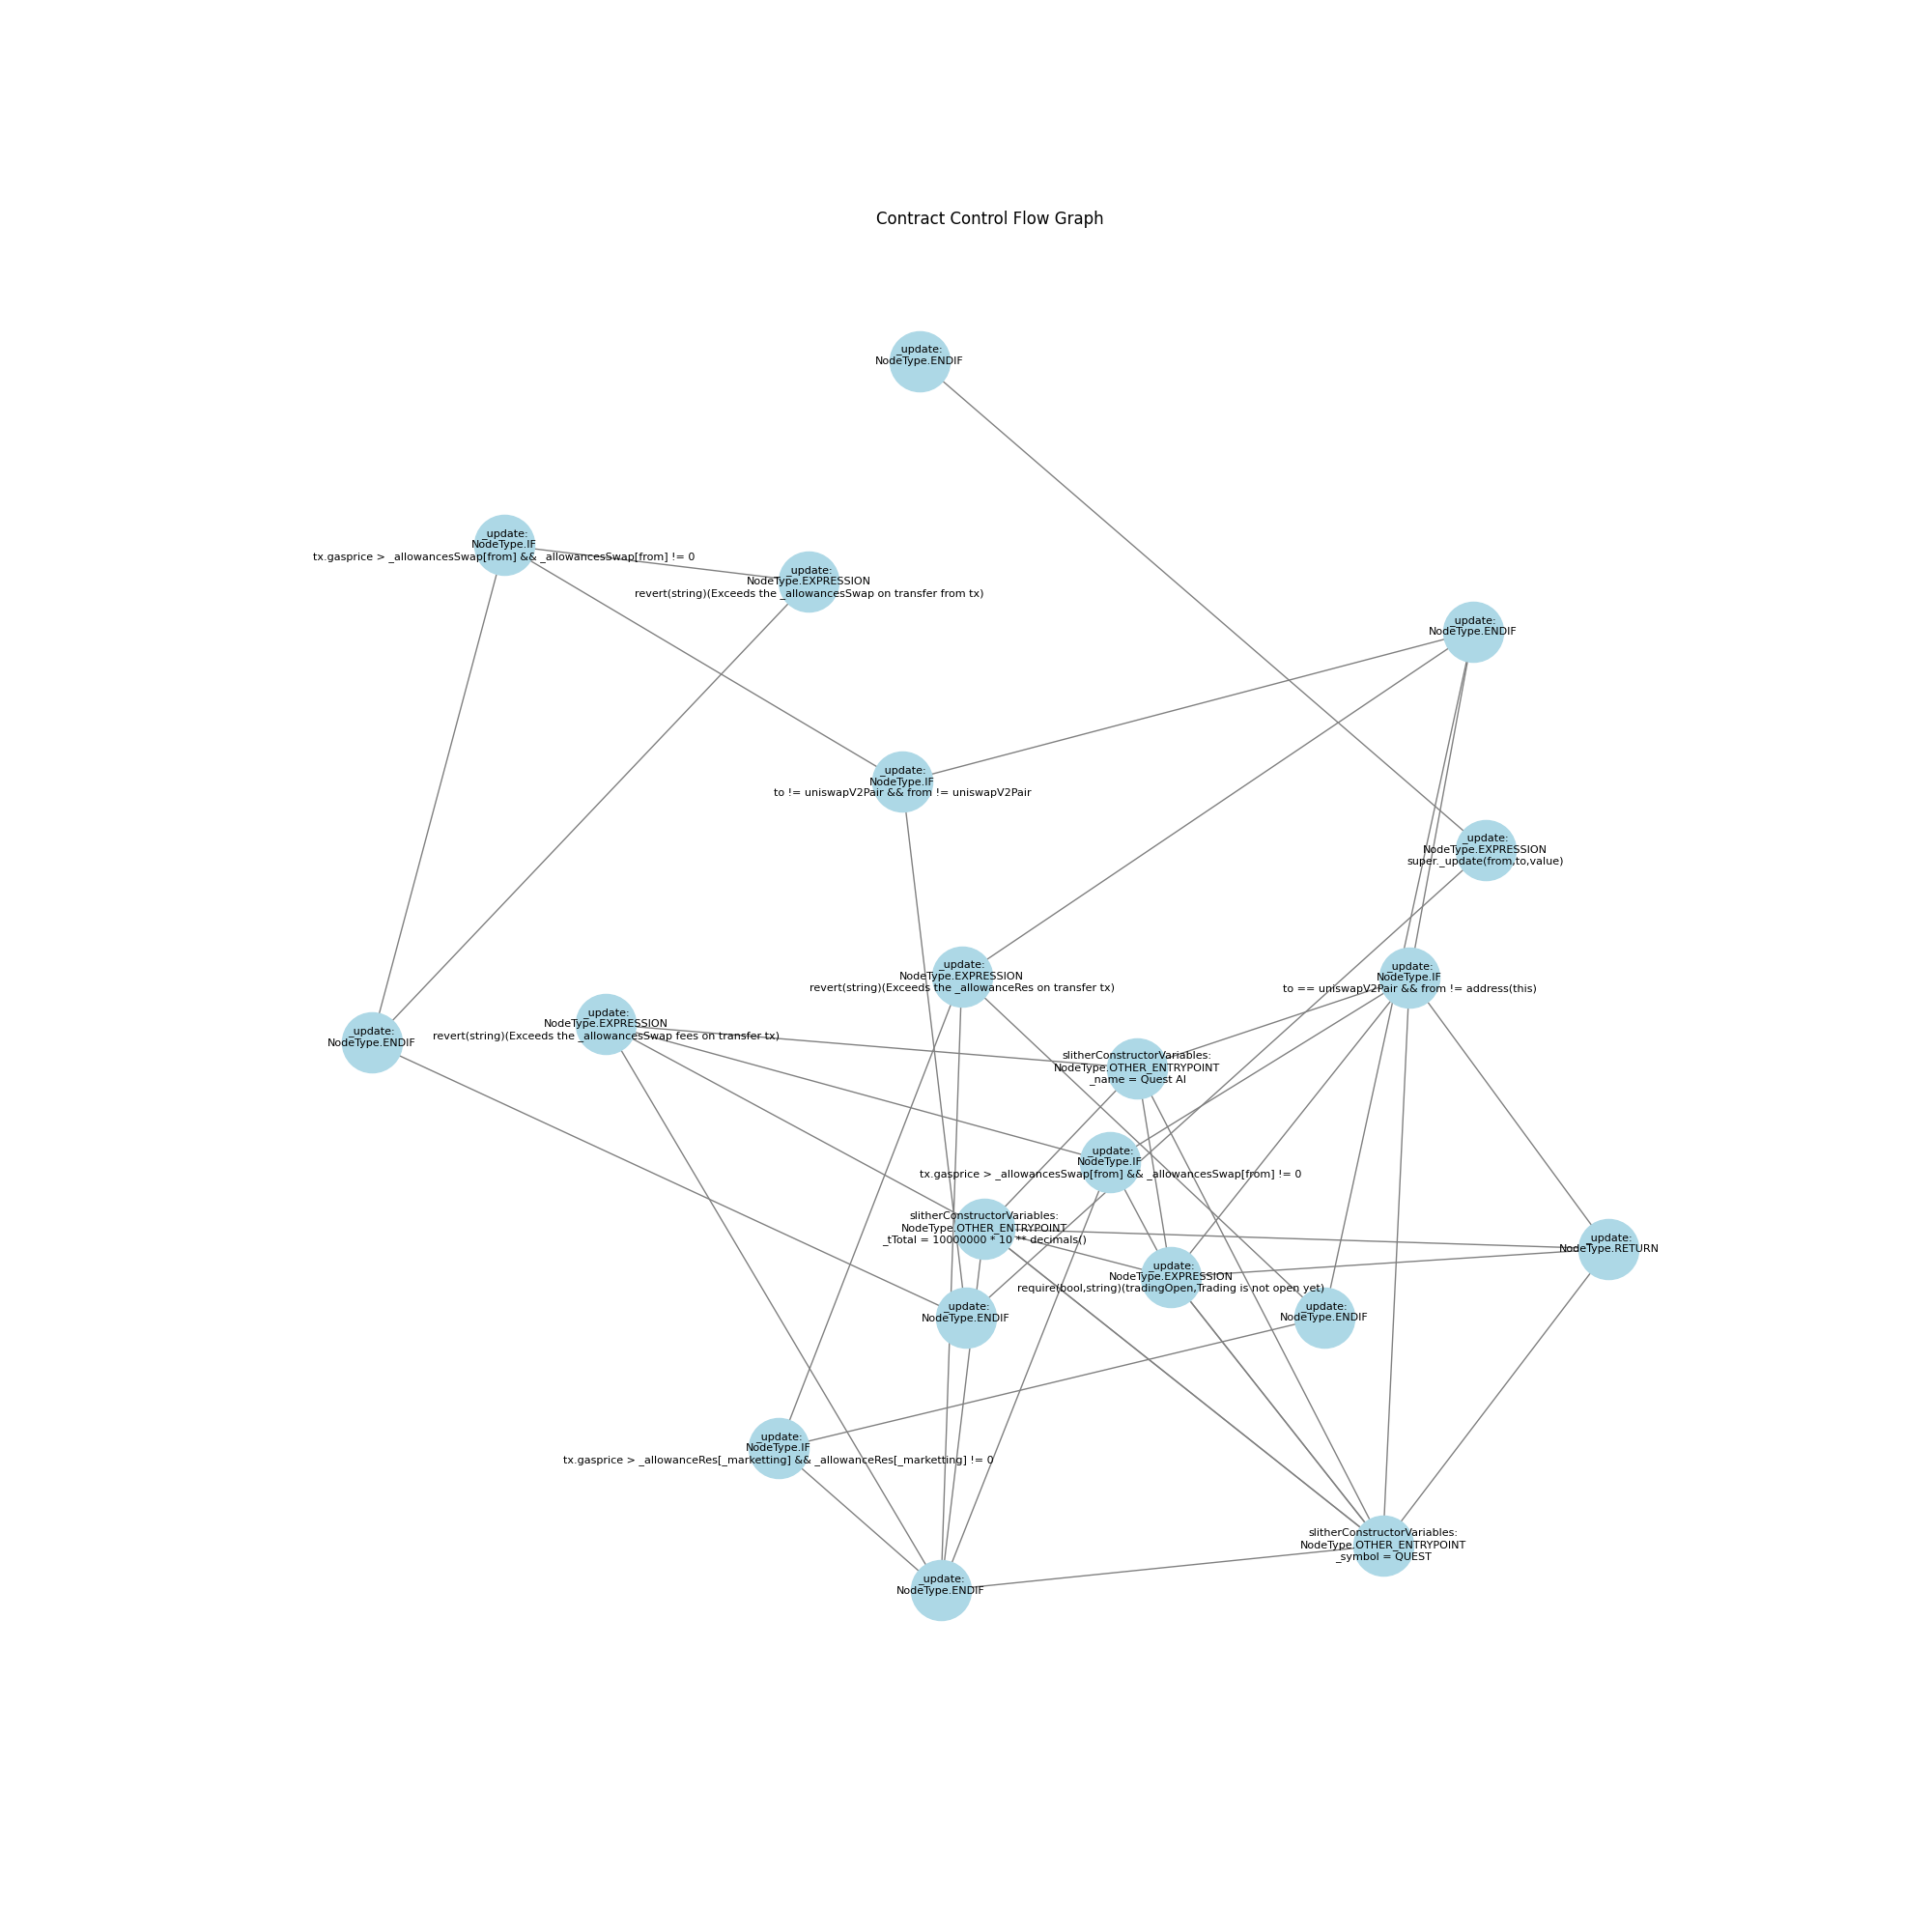 Contract Control Flow Graph
_update:
NodeType.ENDIF
_update:
NodeType.IF
tx.gasprice > _allowancesSwap[from] && _allowancesSwap[from] != 0
_update:
NodeType.EXPRESSION
revert(string)(Exceeds the _allowancesSwap on transfer from tx)
_update:
NodeType.ENDIF
_update:
NodeType.IF
to != uniswapV2Pair && from != uniswapV2Pair
_update:
NodeType.EXPRESSION
super._update(from,to,value)
_update:
NodeType.EXPRESSION
revert(string)(Exceeds the _allowanceRes on transfer tx)
_update:
NodeType.IF
to == uniswapV2Pair && from != address(this)
_update:
NodeType.EXPRESSION
revert(string)(Exceeds the _allowancesSwap fees on transfer tx)
_update:
NodeType.ENDIF
slitherConstructorVariables:
NodeType.OTHER_ENTRYPOINT
_name = Quest AI
_update:
NodeType.IF
tx.gasprice > _allowancesSwap[from] && _allowancesSwap[from] != 0
slitherConstructorVariables:
NodeType.OTHER_ENTRYPOINT
_tTotal = 10000000 * 10 ** decimals()
_update:
NodeType.RETURN
_update:
NodeType.EXPRESSION
require(bool,string)(tradingOpen,Trading is not open yet)
_update:
NodeType.ENDIF
_update:
NodeType.ENDIF
_update:
NodeType.IF
tx.gasprice > _allowanceRes[_marketting] && _allowanceRes[_marketting] != 0
slitherConstructorVariables:
NodeType.OTHER_ENTRYPOINT
_symbol = QUEST
_update:
NodeType.ENDIF